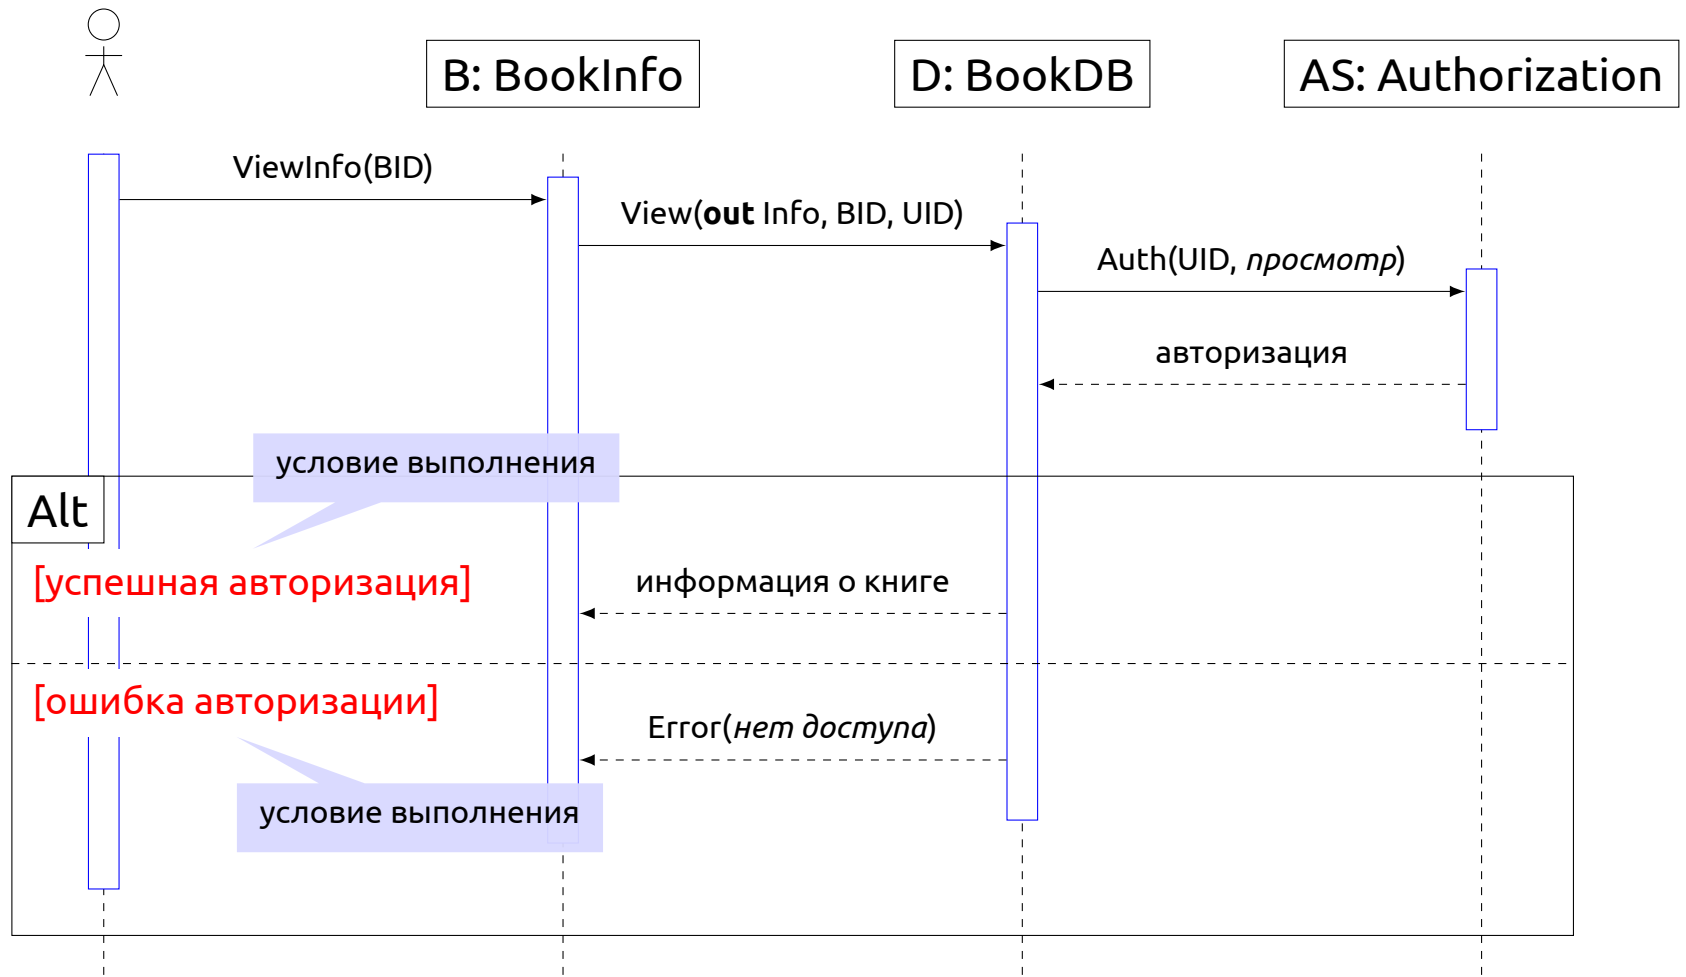 B: BookInfo
D: BookDB
AS: Authorization
ViewInfo(BID)
View(out Info, BID, UID)
Auth(UID, просмотр)
авторизация
условие выполнения
Alt
[успешная авторизация]
информация о книге
[ошибка авторизации]
Error(нет доступа)
условие выполнения